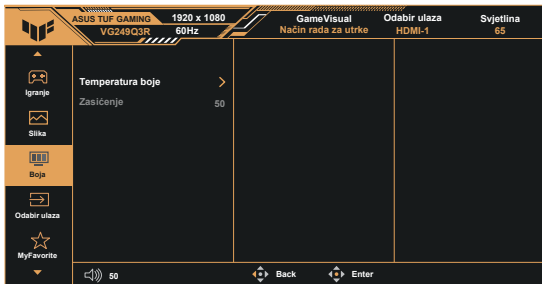 ASUS TUF GAMING 1920 x 1080 GameVisual Odabir ulaza Svjetlina
VG249Q3R 60Hz Način rada za utrke HDMI-1 65
Igranje
Temperatura boje
Zasićenje 50
Slika
Boja
Odabir ulaza
MyFavorite
50 Back Enter